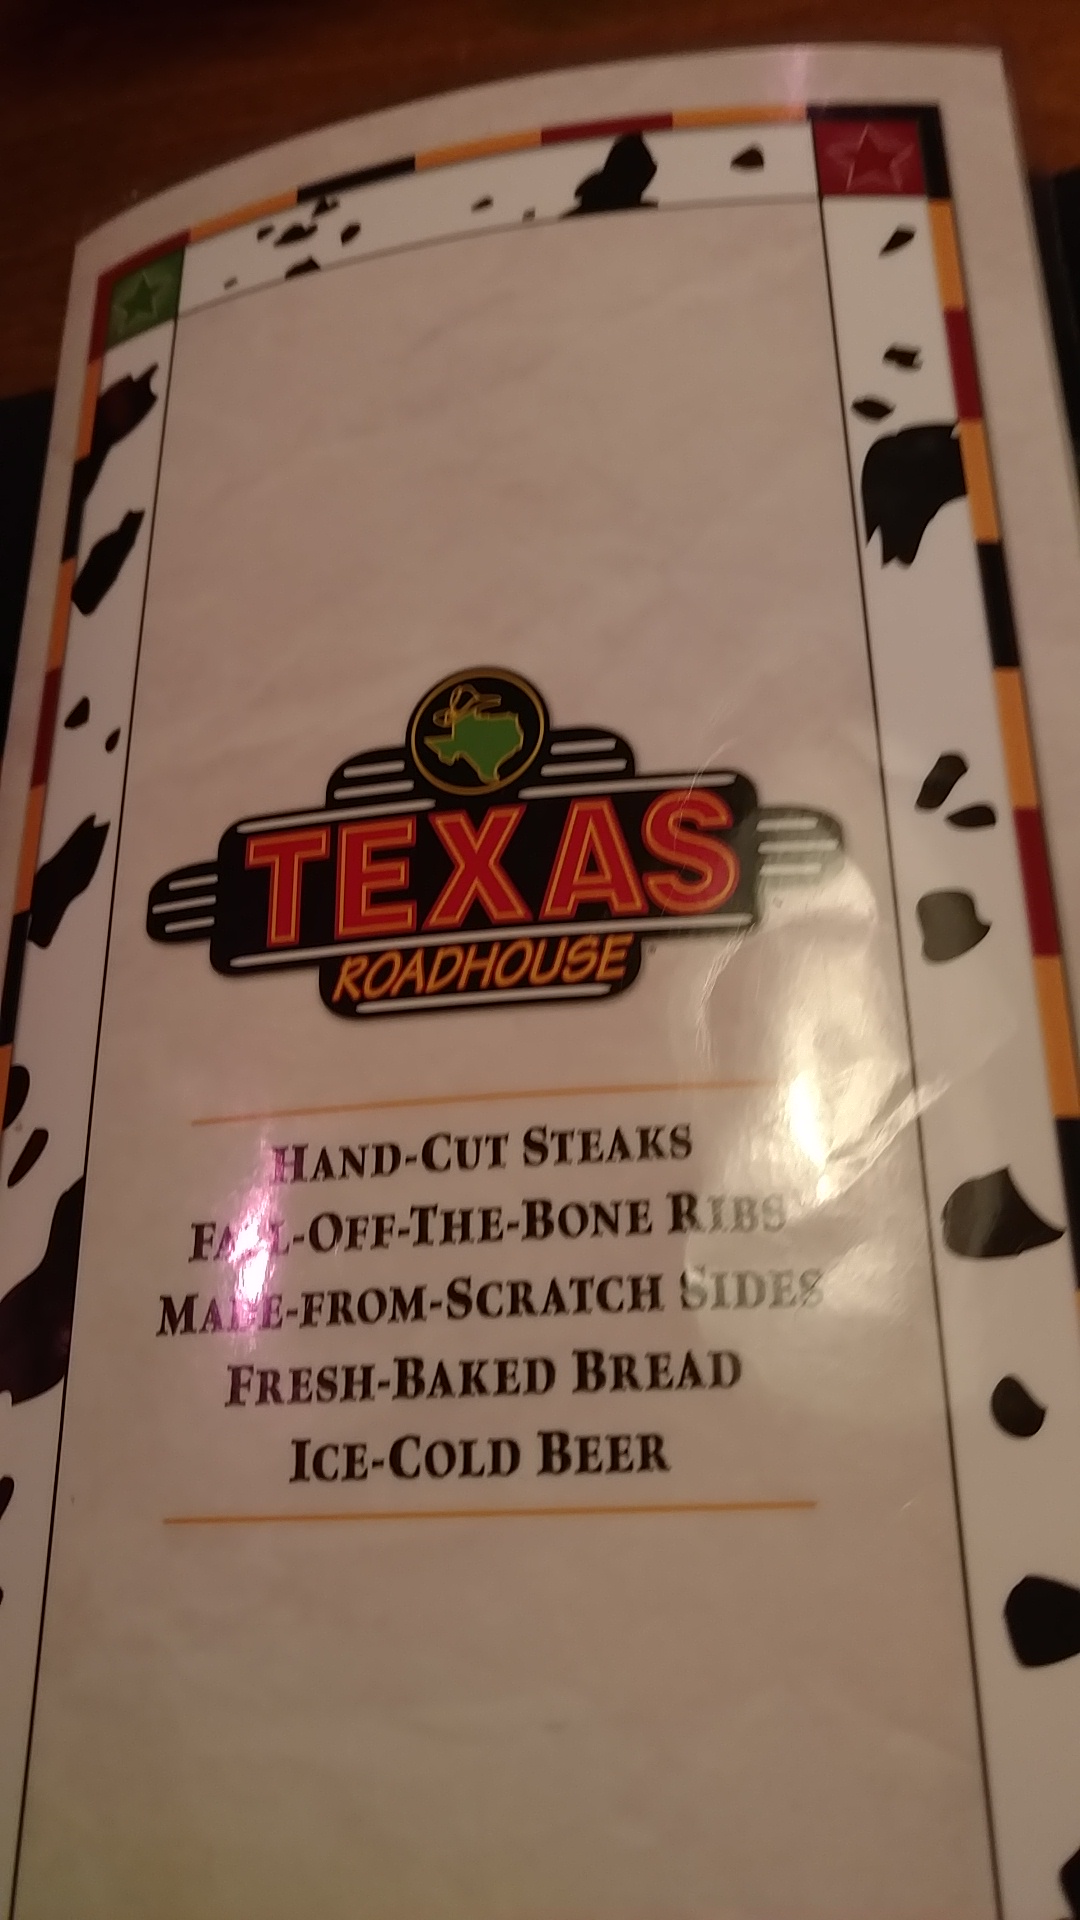 TEXAS
ROADHOUSE
HAND-CUT STEAKS
FALL-OFF-THE-BONE RIBS
MADE-FROM-SCRATCH SIDES
FRESH-BAKED BREAD
ICE-COLD BEER